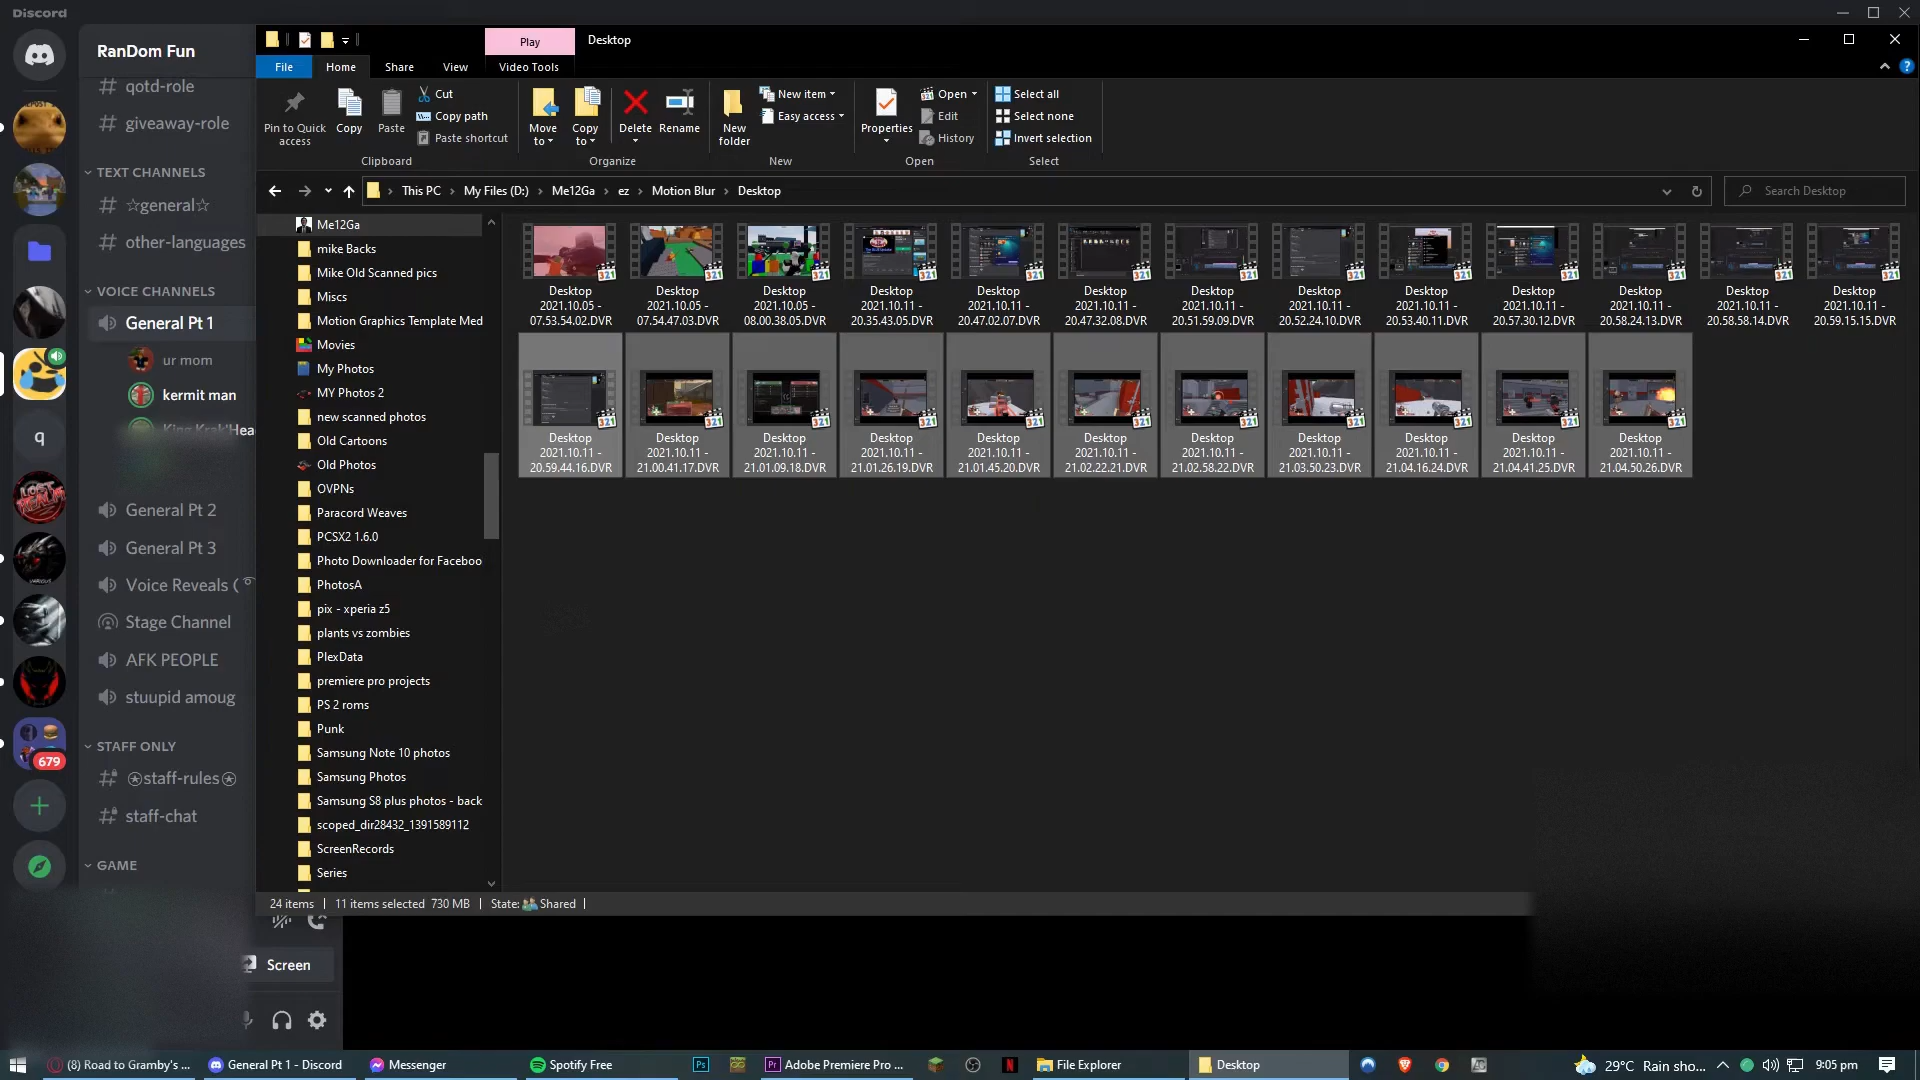 Discord
RanDom Fun
qotd-role
giveaway-role
TEXT CHANNELS
☆general☆
other-languages
VOICE CHANNELS
General Pt 1
ur mom
kermit man
King Krak'Hea
General Pt 2
General Pt 3
Voice Reveals (
Stage Channel
AFK PEOPLE
stuupid amoug
STAFF ONLY
staff-rules
staff-chat
GAME
Screen
q
679
LOST REALM
Play
Desktop
File
Home
Share
View
Video Tools
Pin to Quick access
Copy
Paste
Cut
Copy path
Paste shortcut
Clipboard
Move to
Copy to
Delete
Rename
Organize
New folder
New item
Easy access
New
Properties
Open
Edit
History
Open
Select all
Select none
Invert selection
Select
This PC
My Files (D:)
Me12Ga
ez
Motion Blur
Desktop
Search Desktop
Me12Ga
mike Backs
Mike Old Scanned pics
Miscs
Motion Graphics Template Med
Movies
My Photos
MY Photos 2
new scanned photos
Old Cartoons
Old Photos
OVPNs
Paracord Weaves
PCSX2 1.6.0
Photo Downloader for Faceboo
PhotosA
pix - xperia z5
plants vs zombies
PlexData
premiere pro projects
PS 2 roms
Punk
Samsung Note 10 photos
Samsung Photos
Samsung S8 plus photos - back
scoped_dir28432_1391589112
ScreenRecords
Series
Desktop 2021.10.05 - 07.53.54.02.DVR
Desktop 2021.10.05 - 07.54.47.03.DVR
Desktop 2021.10.05 - 08.00.38.05.DVR
Desktop 2021.10.11 - 20.35.43.05.DVR
Desktop 2021.10.11 - 20.47.02.07.DVR
Desktop 2021.10.11 - 20.47.32.08.DVR
Desktop 2021.10.11 - 20.51.59.09.DVR
Desktop 2021.10.11 - 20.52.24.10.DVR
Desktop 2021.10.11 - 20.53.40.11.DVR
Desktop 2021.10.11 - 20.57.30.12.DVR
Desktop 2021.10.11 - 20.58.24.13.DVR
Desktop 2021.10.11 - 20.58.58.14.DVR
Desktop 2021.10.11 - 20.59.15.15.DVR
Desktop 2021.10.11 - 20.59.44.16.DVR
Desktop 2021.10.11 - 21.00.41.17.DVR
Desktop 2021.10.11 - 21.01.09.18.DVR
Desktop 2021.10.11 - 21.01.26.19.DVR
Desktop 2021.10.11 - 21.01.45.20.DVR
Desktop 2021.10.11 - 21.02.22.21.DVR
Desktop 2021.10.11 - 21.02.58.22.DVR
Desktop 2021.10.11 - 21.03.50.23.DVR
Desktop 2021.10.11 - 21.04.16.24.DVR
Desktop 2021.10.11 - 21.04.41.25.DVR
Desktop 2021.10.11 - 21.04.50.26.DVR
24 items
11 items selected 730 MB
State: Shared
(8) Road to Gramby's ...
General Pt 1 - Discord
Messenger
Spotify Free
Ps
Pr
Adobe Premiere Pro ...
N
File Explorer
Desktop
29°C Rain sho...
9:05 pm